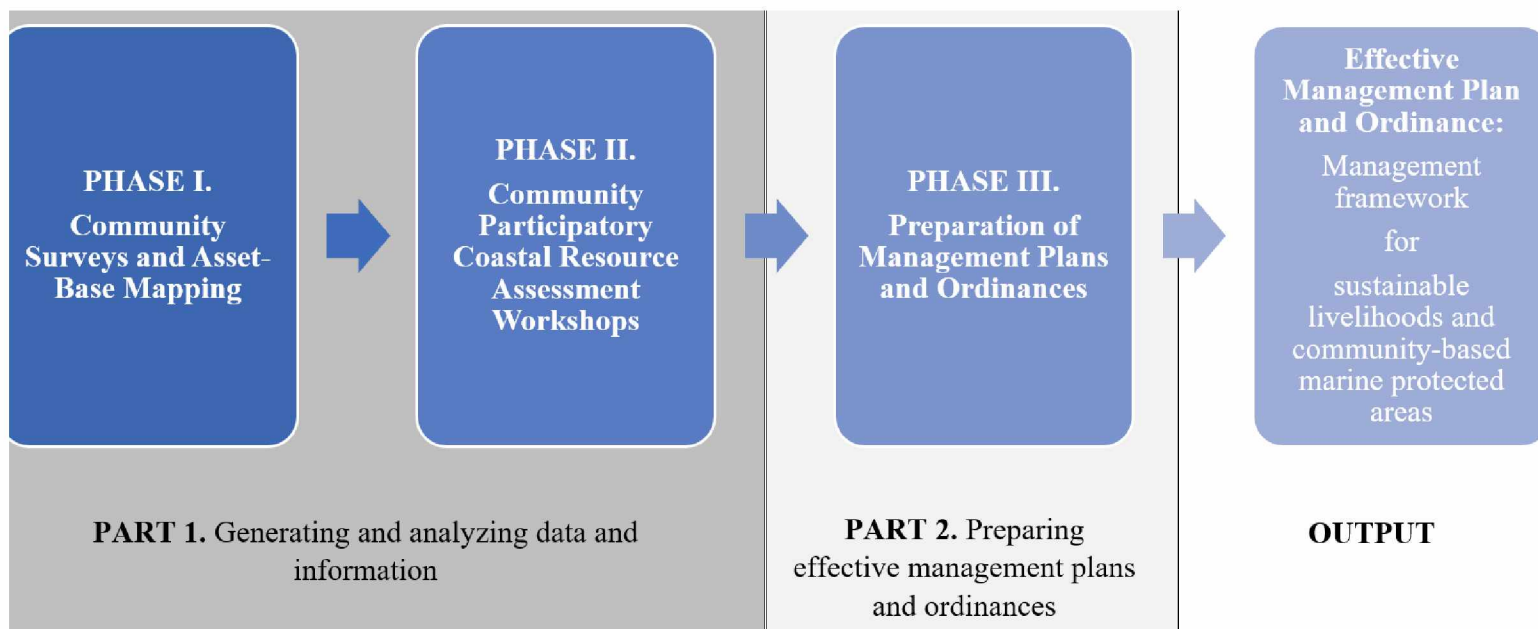 PHASE I.
Community
Surveys and Asset-
Base Mapping
PHASE II.
Community
Participatory
Coastal Resource
Assessment
Workshops
PHASE III.
Preparation of
Management Plans
and Ordinances
Effective
Management Plan
and Ordinance:
Management
framework
for
sustainable
livelihoods and
community-based
marine protected
areas
PART 1. Generating and analyzing data and
information
PART 2. Preparing
effective management plans
and ordinances
OUTPUT